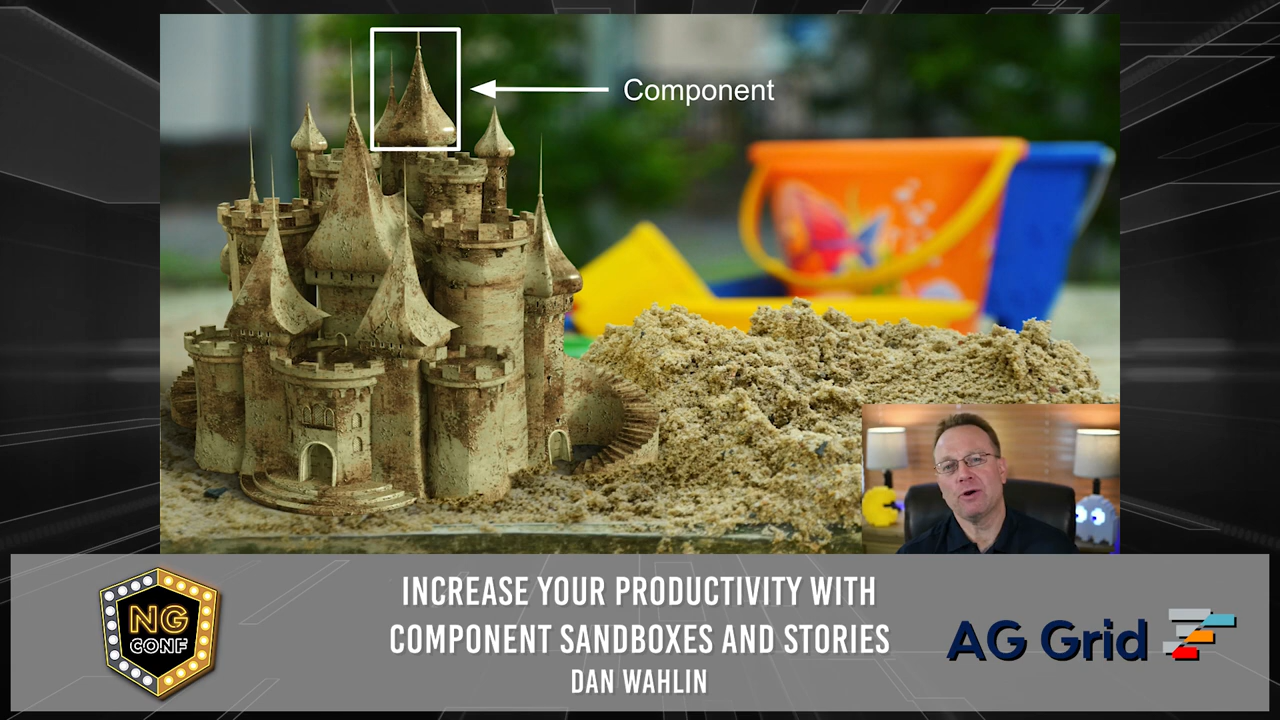 Component
INCREASE YOUR PRODUCTIVITY WITH
COMPONENT SANDBOXES AND STORIES
DAN WAHLIN
NG
CONF
AG Grid